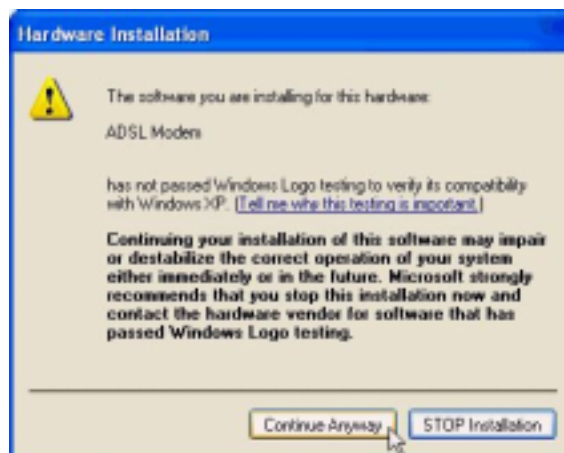 Hardware Installation
The software you are installing for this hardware:
ADSL Modem
has not passed Windows Logo testing to verify its compatibility
with Windows XP. (Tell me why this testing is important.)
Continuing your installation of this software may impair
or destabilize the correct operation of your system
either immediately or in the future. Microsoft strongly
recommends that you stop this installation now and
contact the hardware vendor for software that has
passed Windows Logo testing.
Continue Anyway
STOP Installation